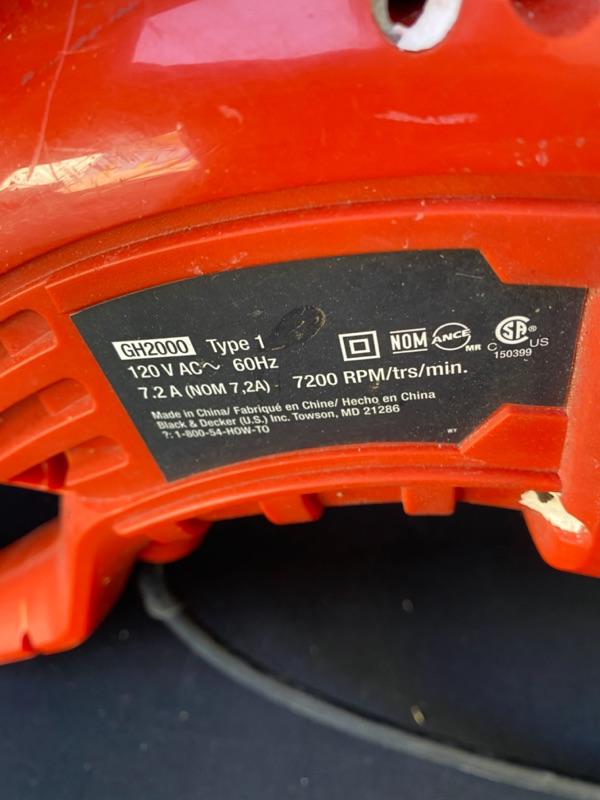 GH2000 Type 1
120 V AC~ 60Hz
7.2 A (NOM 7,2A) 7200 RPM/trs/min.
NOM ANCE MR C SA® US
150399
Made in China/ Fabriqué en Chine/ Hecho en China
Black & Decker (U.S.) Inc. Towson, MD 21286
?: 1-800-54-HOW-TO